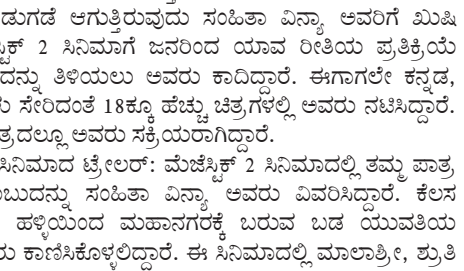 ಡುಗಡೆ ಆಗುತ್ತಿರುವುದು ಸಂಹಿತಾ ವಿನ್ಯಾ ಅವರಿಗೆ ಖುಷಿ
ಸ್ಟಿಕ್ 2 ಸಿನಿಮಾಗೆ ಜನರಿಂದ ಯಾವ ರೀತಿಯ ಪ್ರತಿಕ್ರಿಯೆ
ದನ್ನು ತಿಳಿಯಲು ಅವರು ಕಾದಿದ್ದಾರೆ. ಈಗಾಗಲೇ ಕನ್ನಡ,
ು ಸೇರಿದಂತೆ 18ಕ್ಕೂ ಹೆಚ್ಚು ಚಿತ್ರಗಳಲ್ಲಿ ಅವರು ನಟಿಸಿದ್ದಾರೆ.
ತ್ರದಲ್ಲೂ ಅವರು ಸಕ್ರಿಯರಾಗಿದ್ದಾರೆ.
ಸಿನಿಮಾದ ಟ್ರೇಲರ್: ಮೆಜೆಸ್ಟಿಕ್ 2 ಸಿನಿಮಾದಲ್ಲಿ ತಮ್ಮ ಪಾತ್ರ
ಬುದನ್ನು ಸಂಹಿತಾ ವಿನ್ಯಾ ಅವರು ವಿವರಿಸಿದ್ದಾರೆ. ಕೆಲಸ
ಹಳ್ಳಿಯಿಂದ ಮಹಾನಗರಕ್ಕೆ ಬರುವ ಬಡ ಯುವತಿಯ
ರು ಕಾಣಿಸಿಕೊಳ್ಳಲಿದ್ದಾರೆ. ಈ ಸಿನಿಮಾದಲ್ಲಿ ಮಾಲಾಶ್ರೀ, ಶ್ರುತಿ